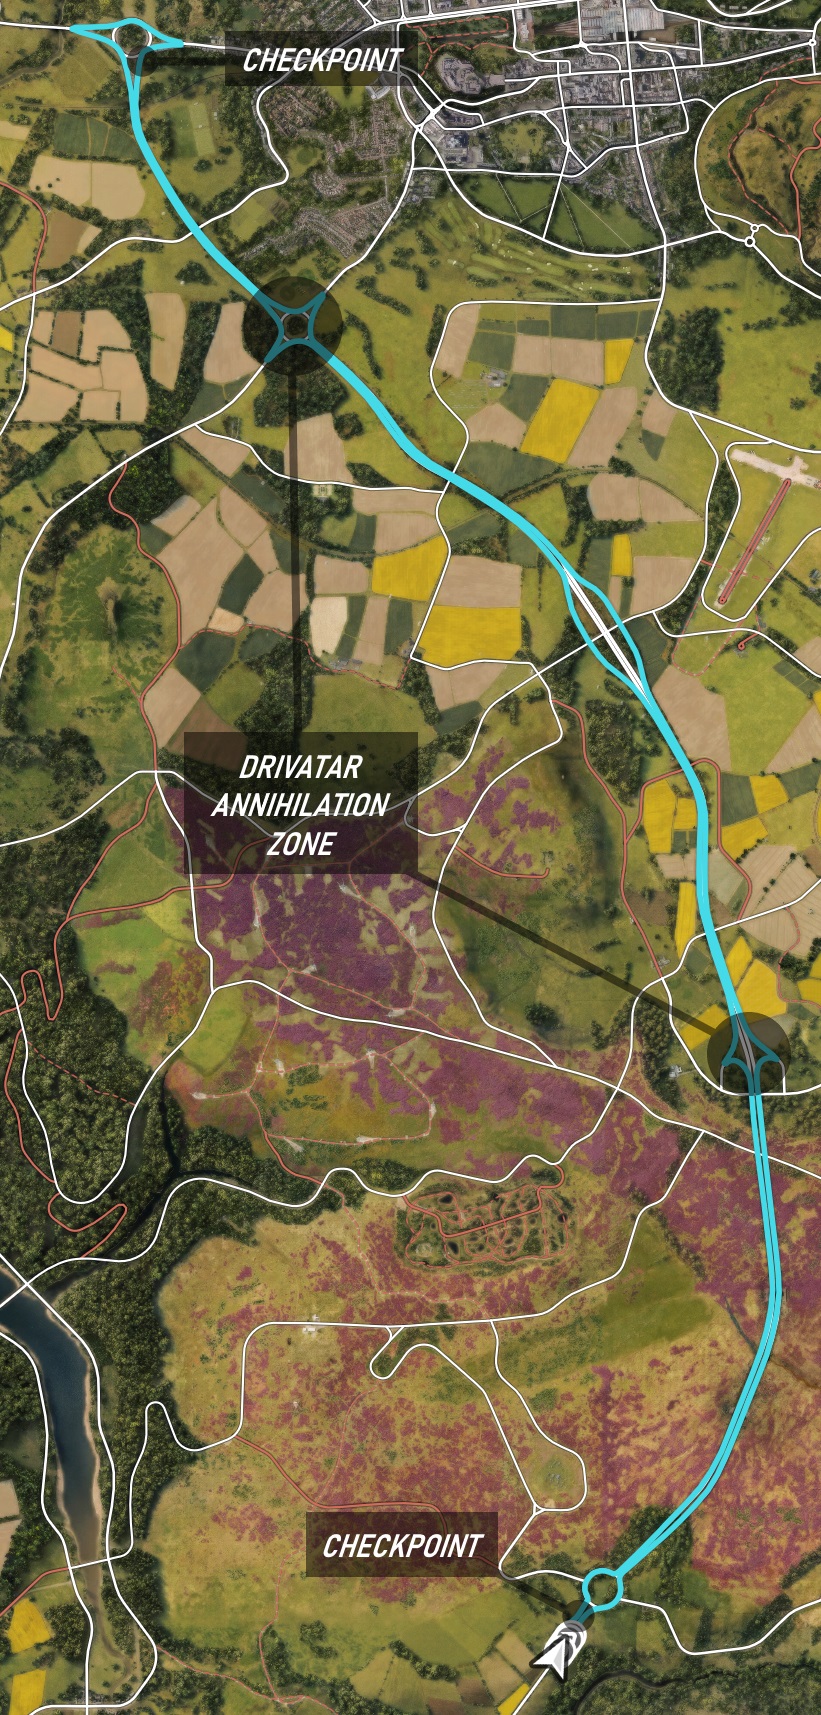 CHECKPOINT
DRIVATAR
ANNIHILATION
ZONE
CHECKPOINT